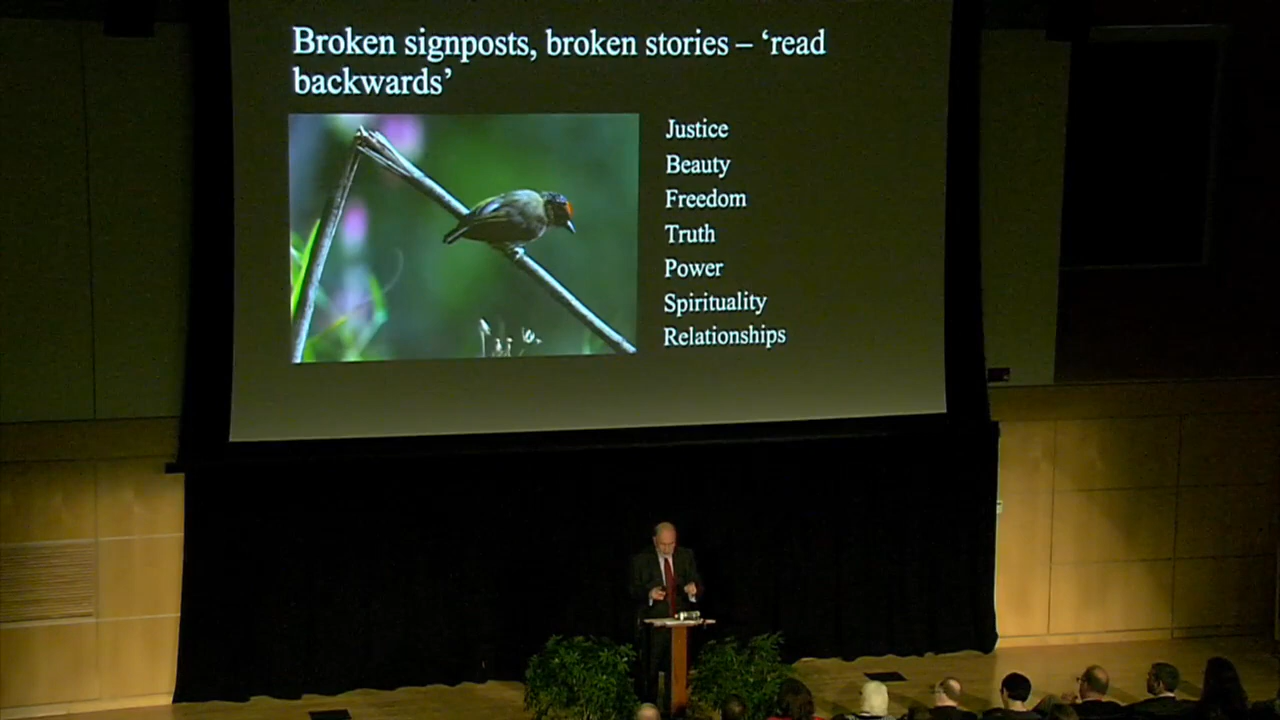 Broken signposts, broken stories – ‘read
backwards’
Justice
Beauty
Freedom
Truth
Power
Spirituality
Relationships